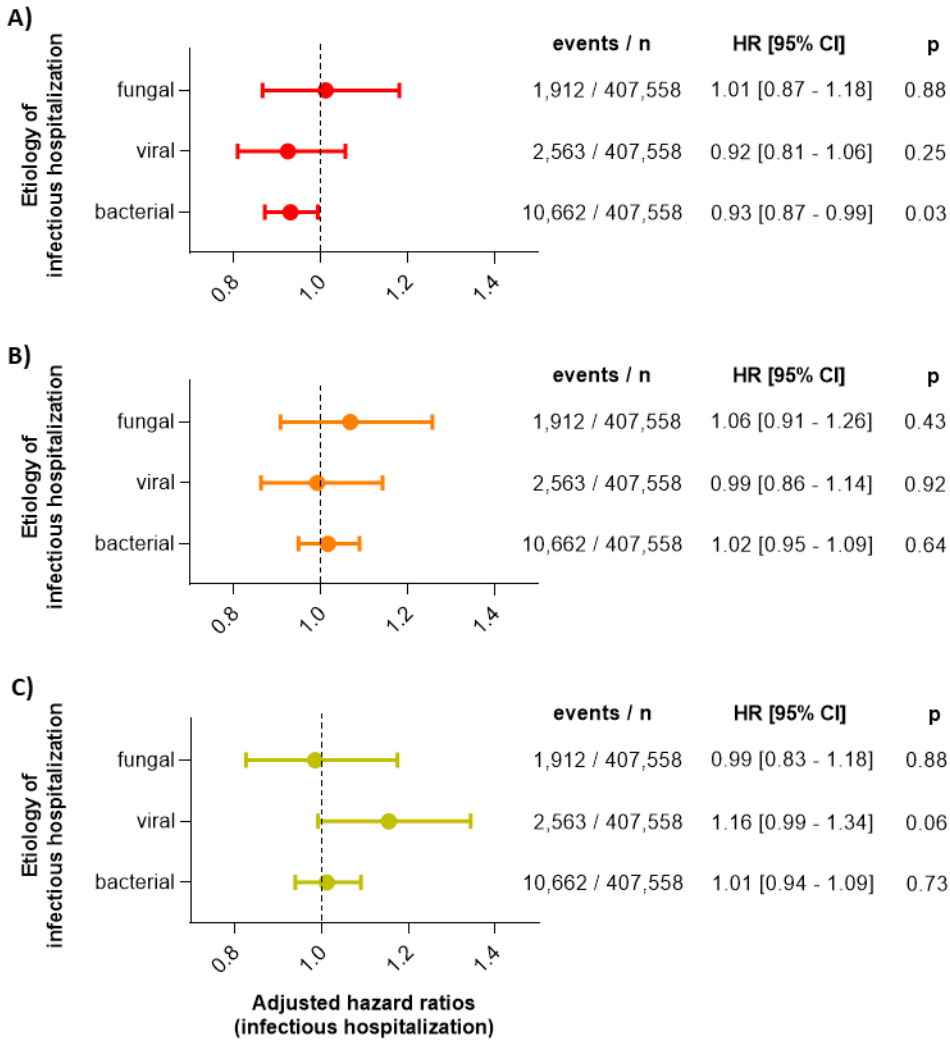 A)
events / n HR [95% CI] p
Etiology of
infectious hospitalization
fungal 1,912 / 407,558 1.01 [0.87 - 1.18] 0.88
viral 2,563 / 407,558 0.92 [0.81 - 1.06] 0.25
bacterial 10,662 / 407,558 0.93 [0.87 - 0.99] 0.03
0.8 1.0 1.2 1.4
B)
events / n HR [95% CI] p
Etiology of
infectious hospitalization
fungal 1,912 / 407,558 1.06 [0.91 - 1.26] 0.43
viral 2,563 / 407,558 0.99 [0.86 - 1.14] 0.92
bacterial 10,662 / 407,558 1.02 [0.95 - 1.09] 0.64
0.8 1.0 1.2 1.4
C)
events / n HR [95% CI] p
Etiology of
infectious hospitalization
fungal 1,912 / 407,558 0.99 [0.83 - 1.18] 0.88
viral 2,563 / 407,558 1.16 [0.99 - 1.34] 0.06
bacterial 10,662 / 407,558 1.01 [0.94 - 1.09] 0.73
0.8 1.0 1.2 1.4
Adjusted hazard ratios
(infectious hospitalization)